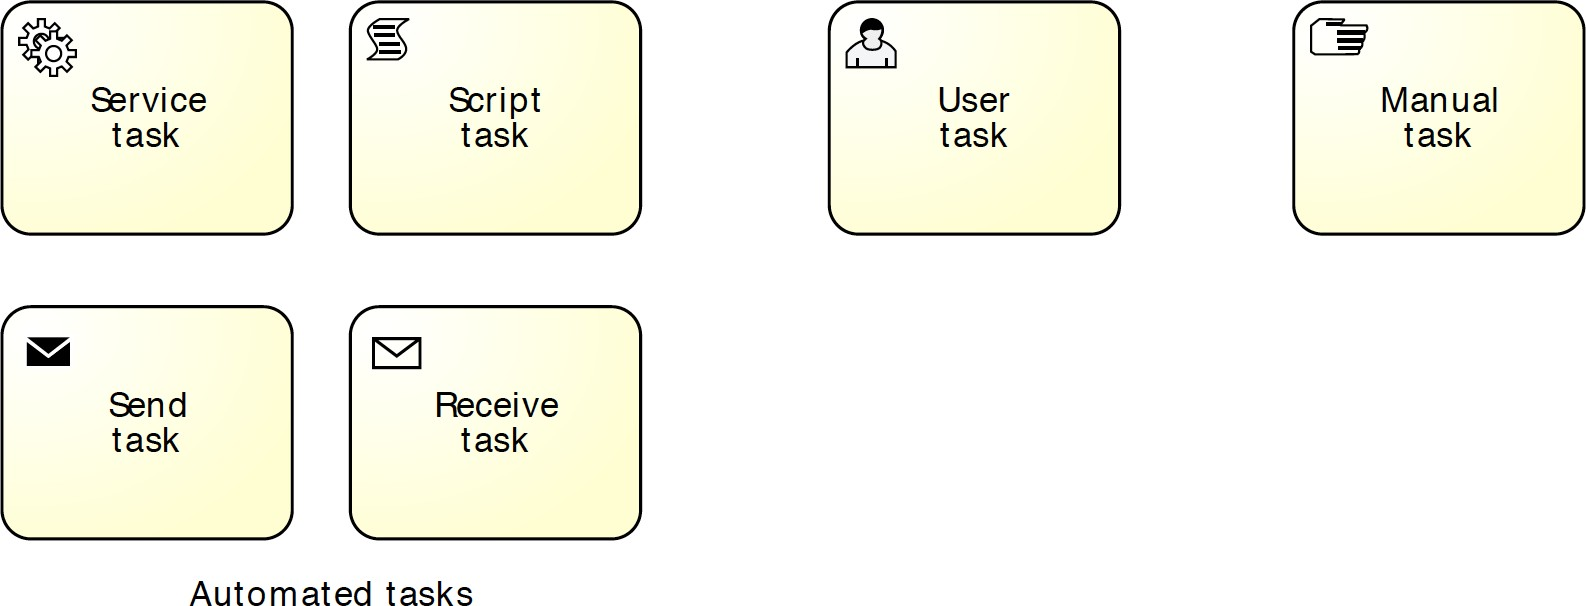 Service
task
Script
task
User
task
Manual
task
Send
task
Receive
task
Automated tasks